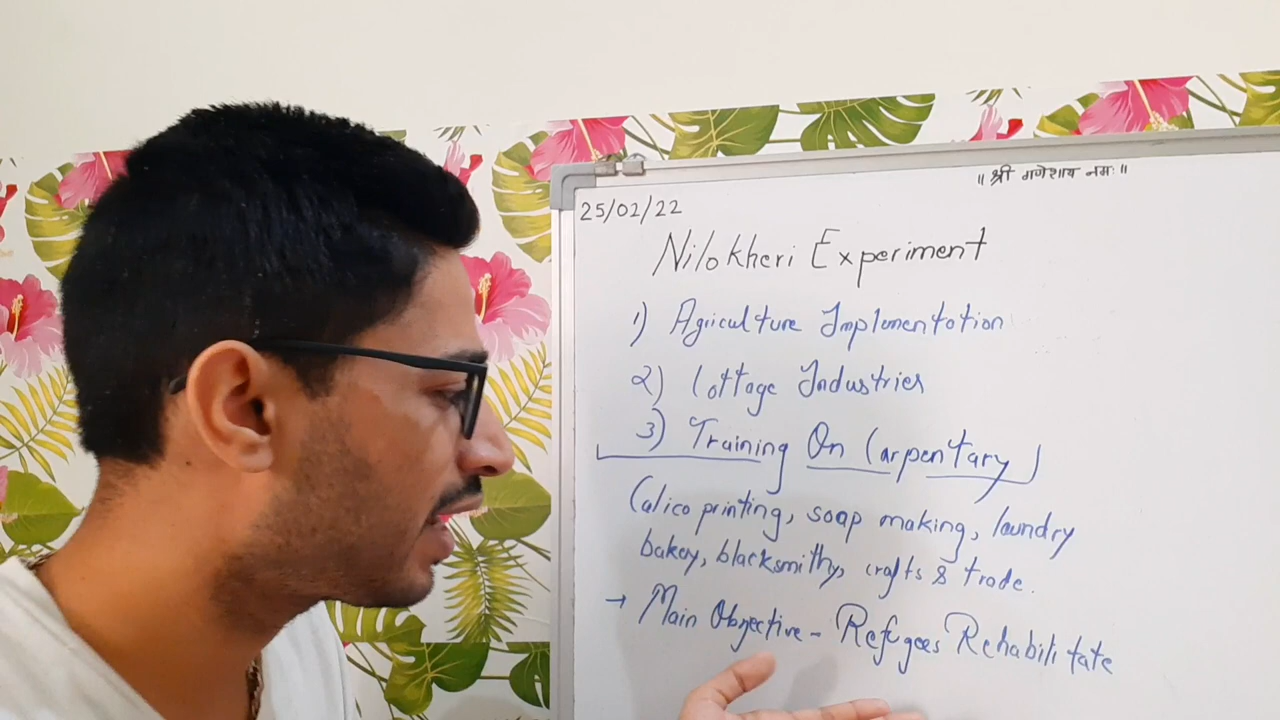 ॥ श्री गणेशाय नमः ॥
25/02/22
Nilokheri Experiment
1) Agriculture Implementation
2) Cottage Industries
3) Training On Carpentary
Calico printing, soap making, laundry
bakey, blacksmithy, crafts & trade.
→ Main Objective - Refugees Rehabilitate